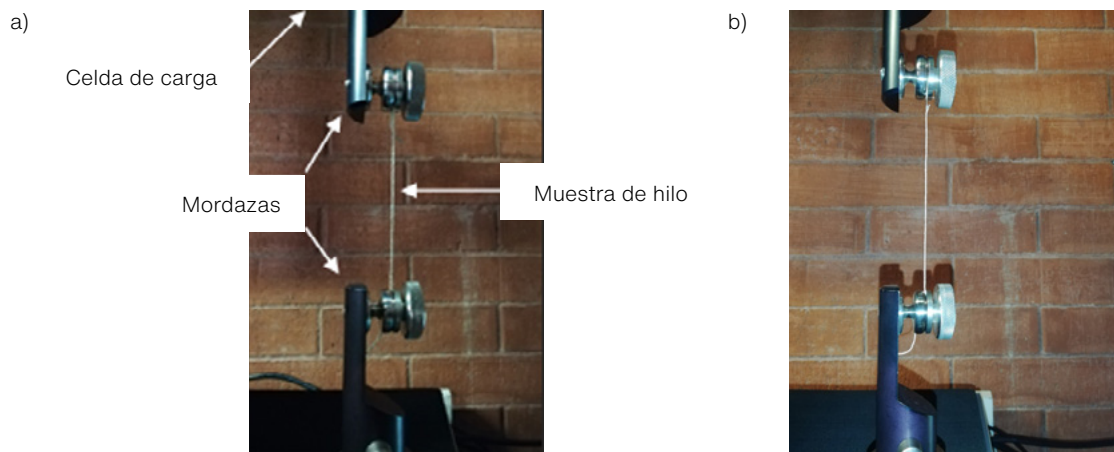 a)
b)
Celda de carga
Mordazas
Muestra de hilo